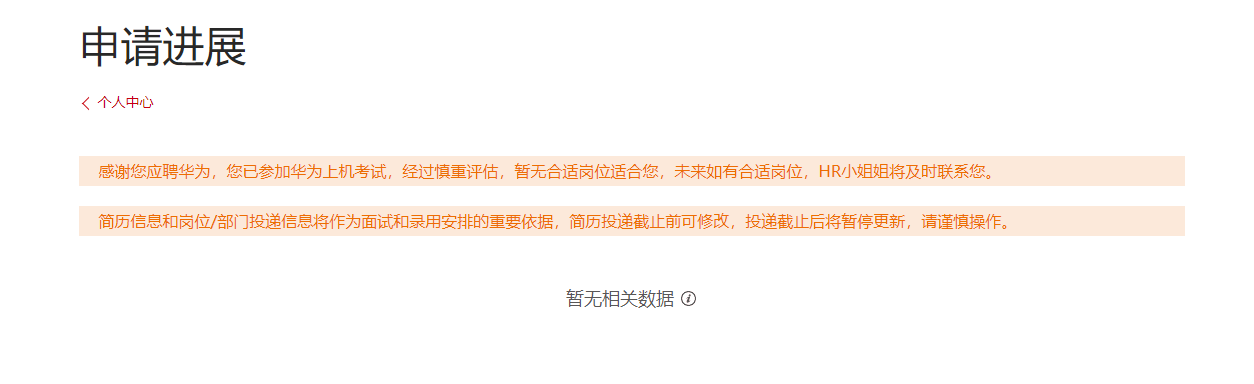 申请进展
个人中心
感谢您应聘华为，您已参加华为上机考试，经过慎重评估，暂无合适岗位适合您，未来如有合适岗位，HR小姐姐将及时联系您。
简历信息和岗位/部门投递信息将作为面试和录用安排的重要依据，简历投递截止前可修改，投递截止后将暂停更新，请谨慎操作。
暂无相关数据